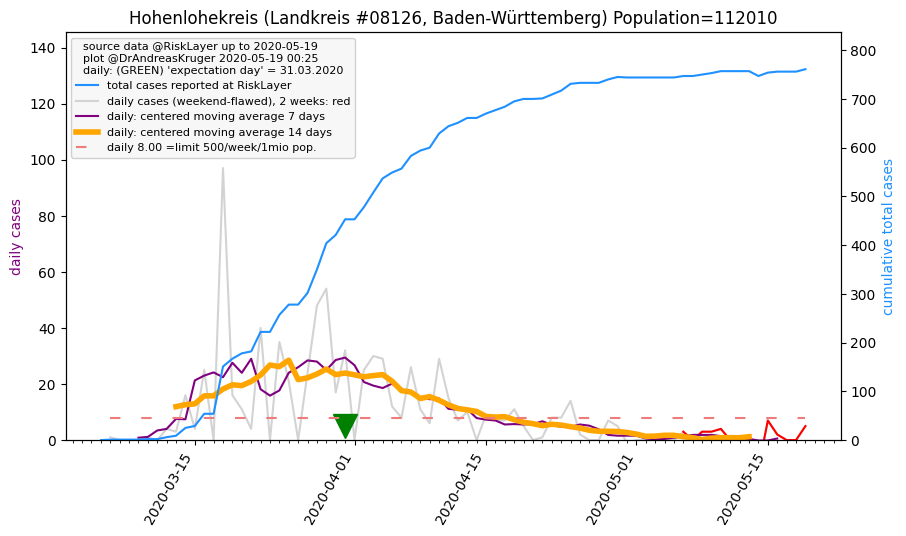 Hohenlohekreis (Landkreis #08126, Baden-Württemberg) Population=112010
source data @RiskLayer up to 2020-05-19
plot @DrAndreasKruger 2020-05-19 00:25
daily: (GREEN) 'expectation day' = 31.03.2020
total cases reported at RiskLayer
daily cases (weekend-flawed), 2 weeks: red
daily: centered moving average 7 days
daily: centered moving average 14 days
daily 8.00 =limit 500/week/1mio pop.
daily cases
140
120
100
80
60
40
20
0
cumulative total cases
800
700
600
500
400
300
200
100
0
2020-03-15
2020-04-01
2020-04-15
2020-05-01
2020-05-15